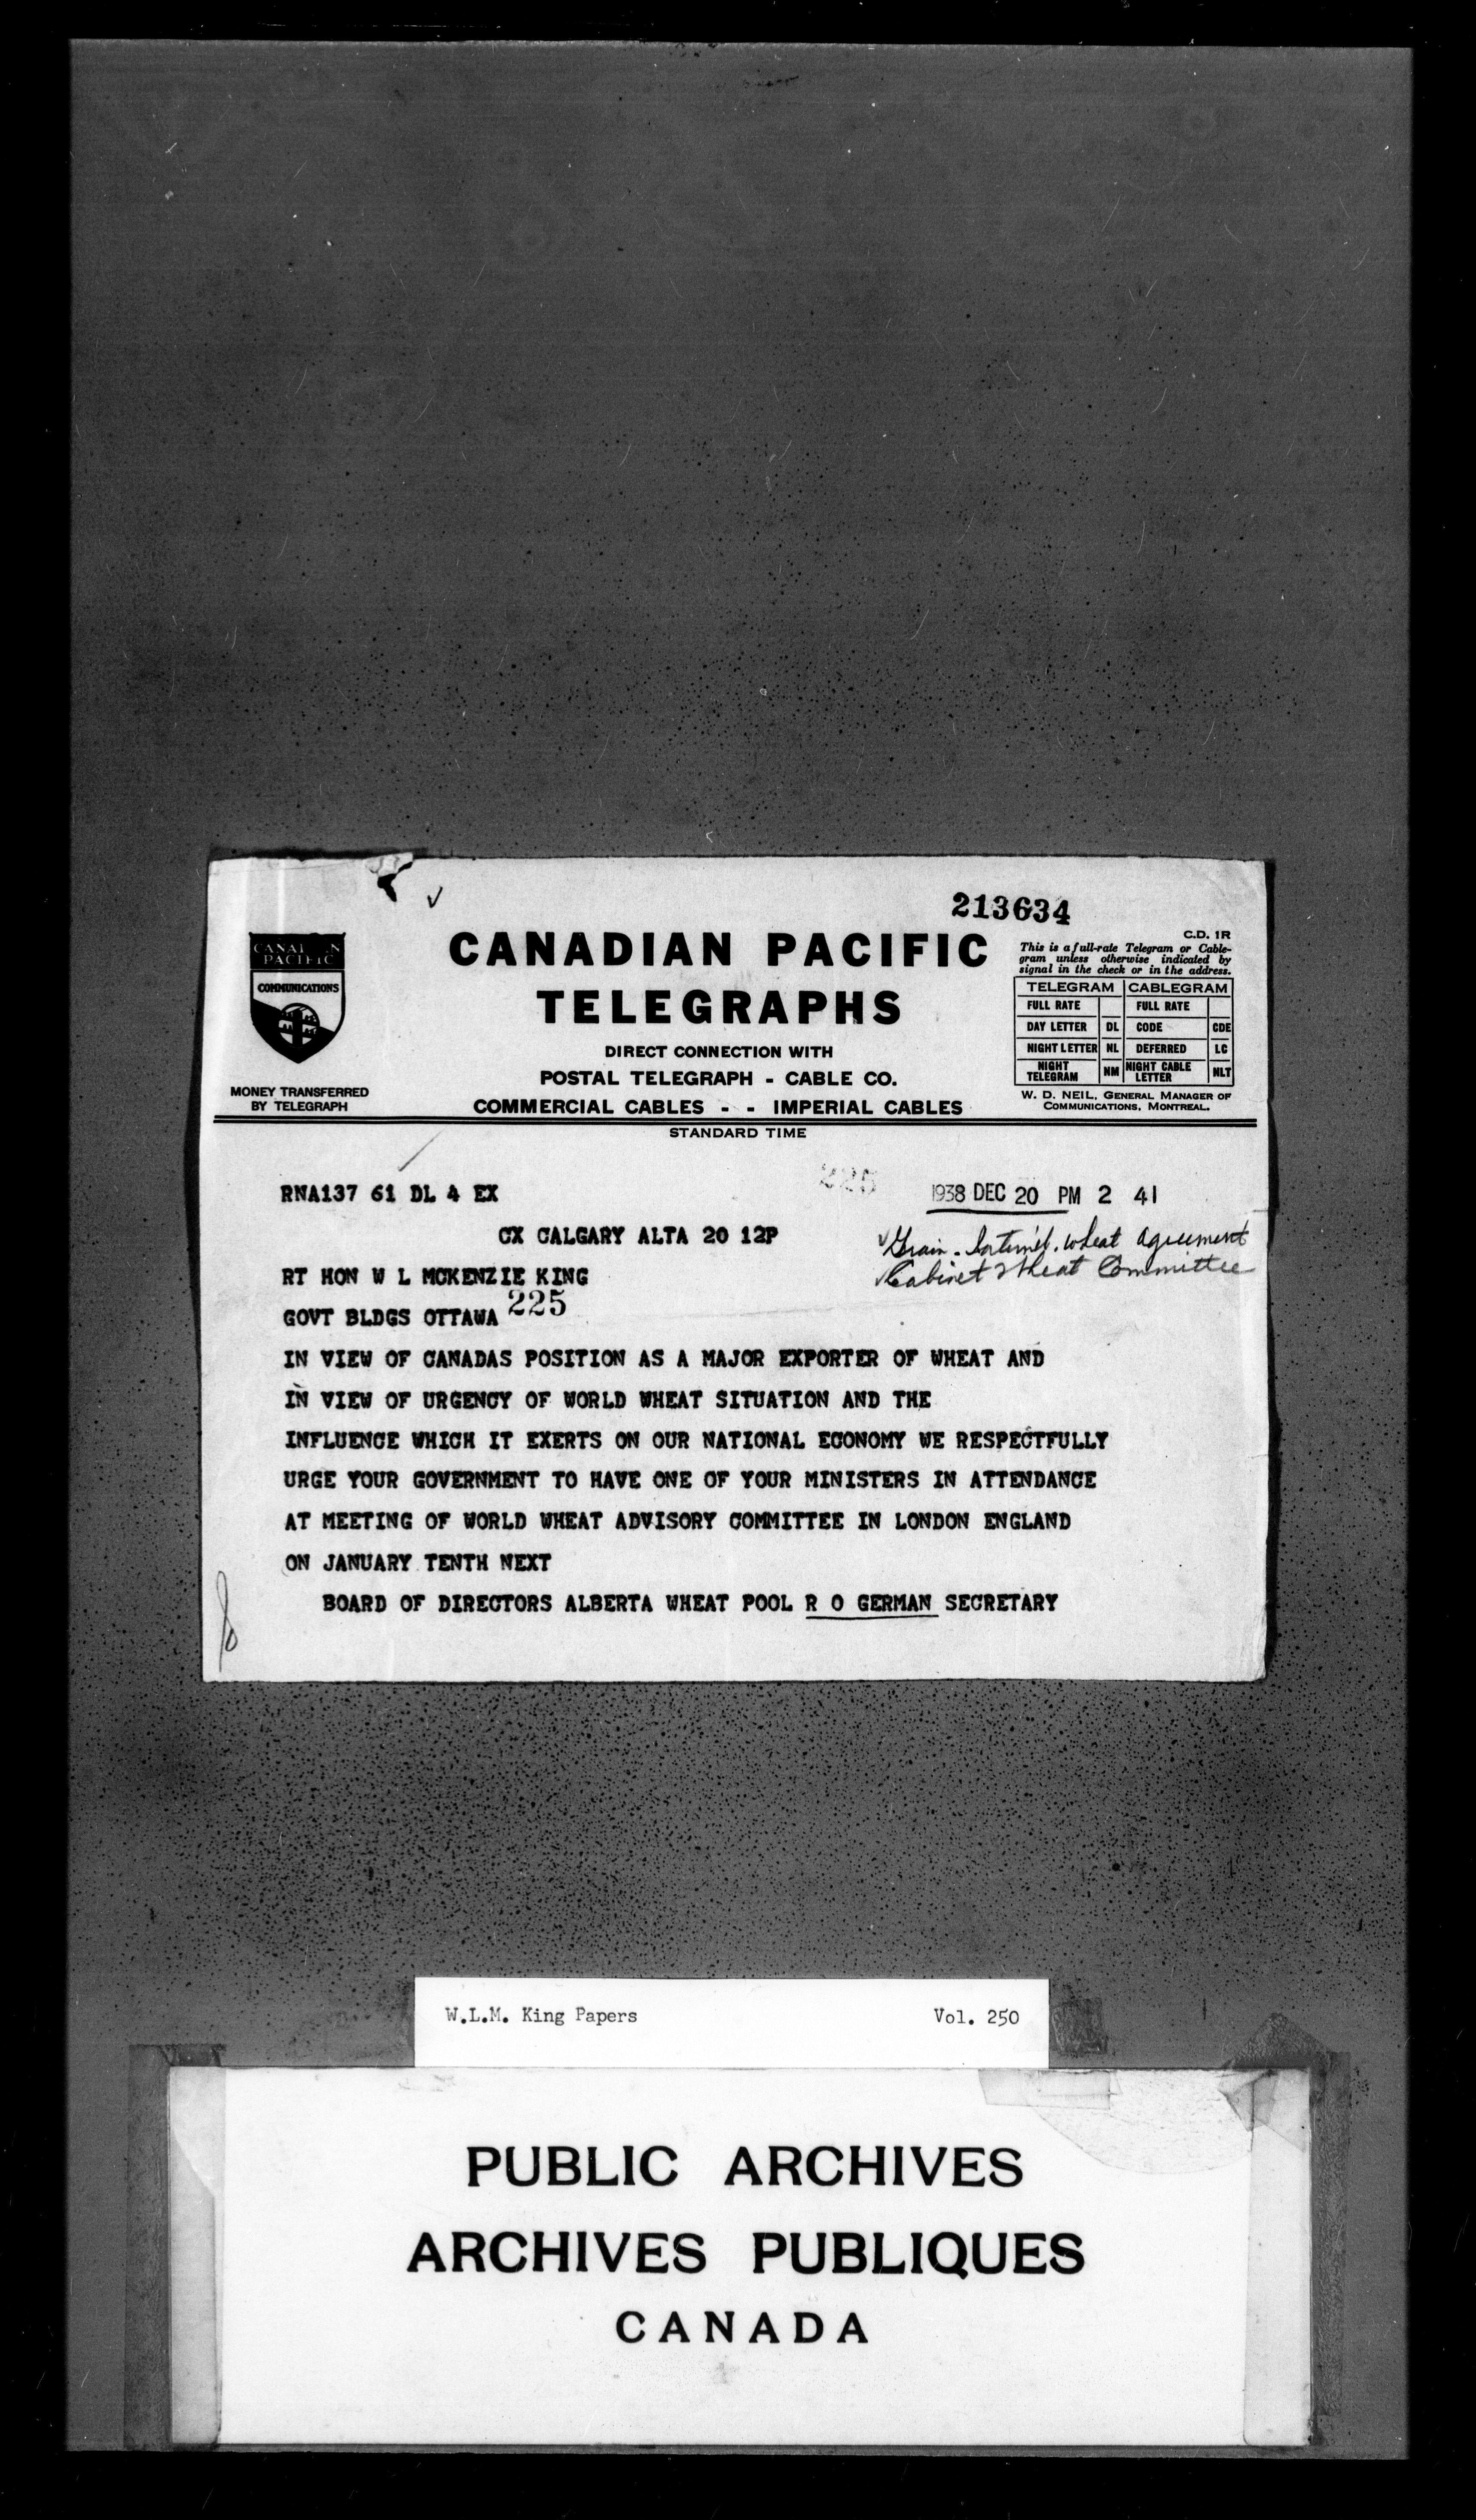 213634
CANADIAN PACIFIC
TELEGRAPHS
DIRECT CONNECTION WITH
POSTAL TELEGRAPH - CABLE CO.
COMMERCIAL CABLES - - IMPERIAL CABLES
STANDARD TIME
PACIFIC
COMMUNICATIONS
MONEY TRANSFERRED
BY TELEGRAPH
C.D. 1R
This is a full-rate Telegram or Cable-
gram unless otherwise indicated by
signal in the check or in the address.
TELEGRAM CABLEGRAM
FULL RATE FULL RATE
DAY LETTER DL CODE CDE
NIGHT LETTER NL DEFERRED LC
NIGHT TELEGRAM NM NIGHT CABLE LETTER NLT
W. D. NEIL, GENERAL MANAGER OF
COMMUNICATIONS, MONTREAL.
225
RNA137 61 DL 4 EX 1938 DEC 20 PM 2 41
CX CALGARY ALTA 20 12P
Grain - Internl. wheat agreement
Cabinet Wheat Committee
RT HON W L MCKENZIE KING
GOVT BLDGS OTTAWA 225
IN VIEW OF CANADAS POSITION AS A MAJOR EXPORTER OF WHEAT AND
IN VIEW OF URGENCY OF WORLD WHEAT SITUATION AND THE
INFLUENCE WHICH IT EXERTS ON OUR NATIONAL ECONOMY WE RESPECTFULLY
URGE YOUR GOVERNMENT TO HAVE ONE OF YOUR MINISTERS IN ATTENDANCE
AT MEETING OF WORLD WHEAT ADVISORY COMMITTEE IN LONDON ENGLAND
ON JANUARY TENTH NEXT
BOARD OF DIRECTORS ALBERTA WHEAT POOL R O GERMAN SECRETARY
W.L.M. King Papers Vol. 250
PUBLIC ARCHIVES
ARCHIVES PUBLIQUES
CANADA